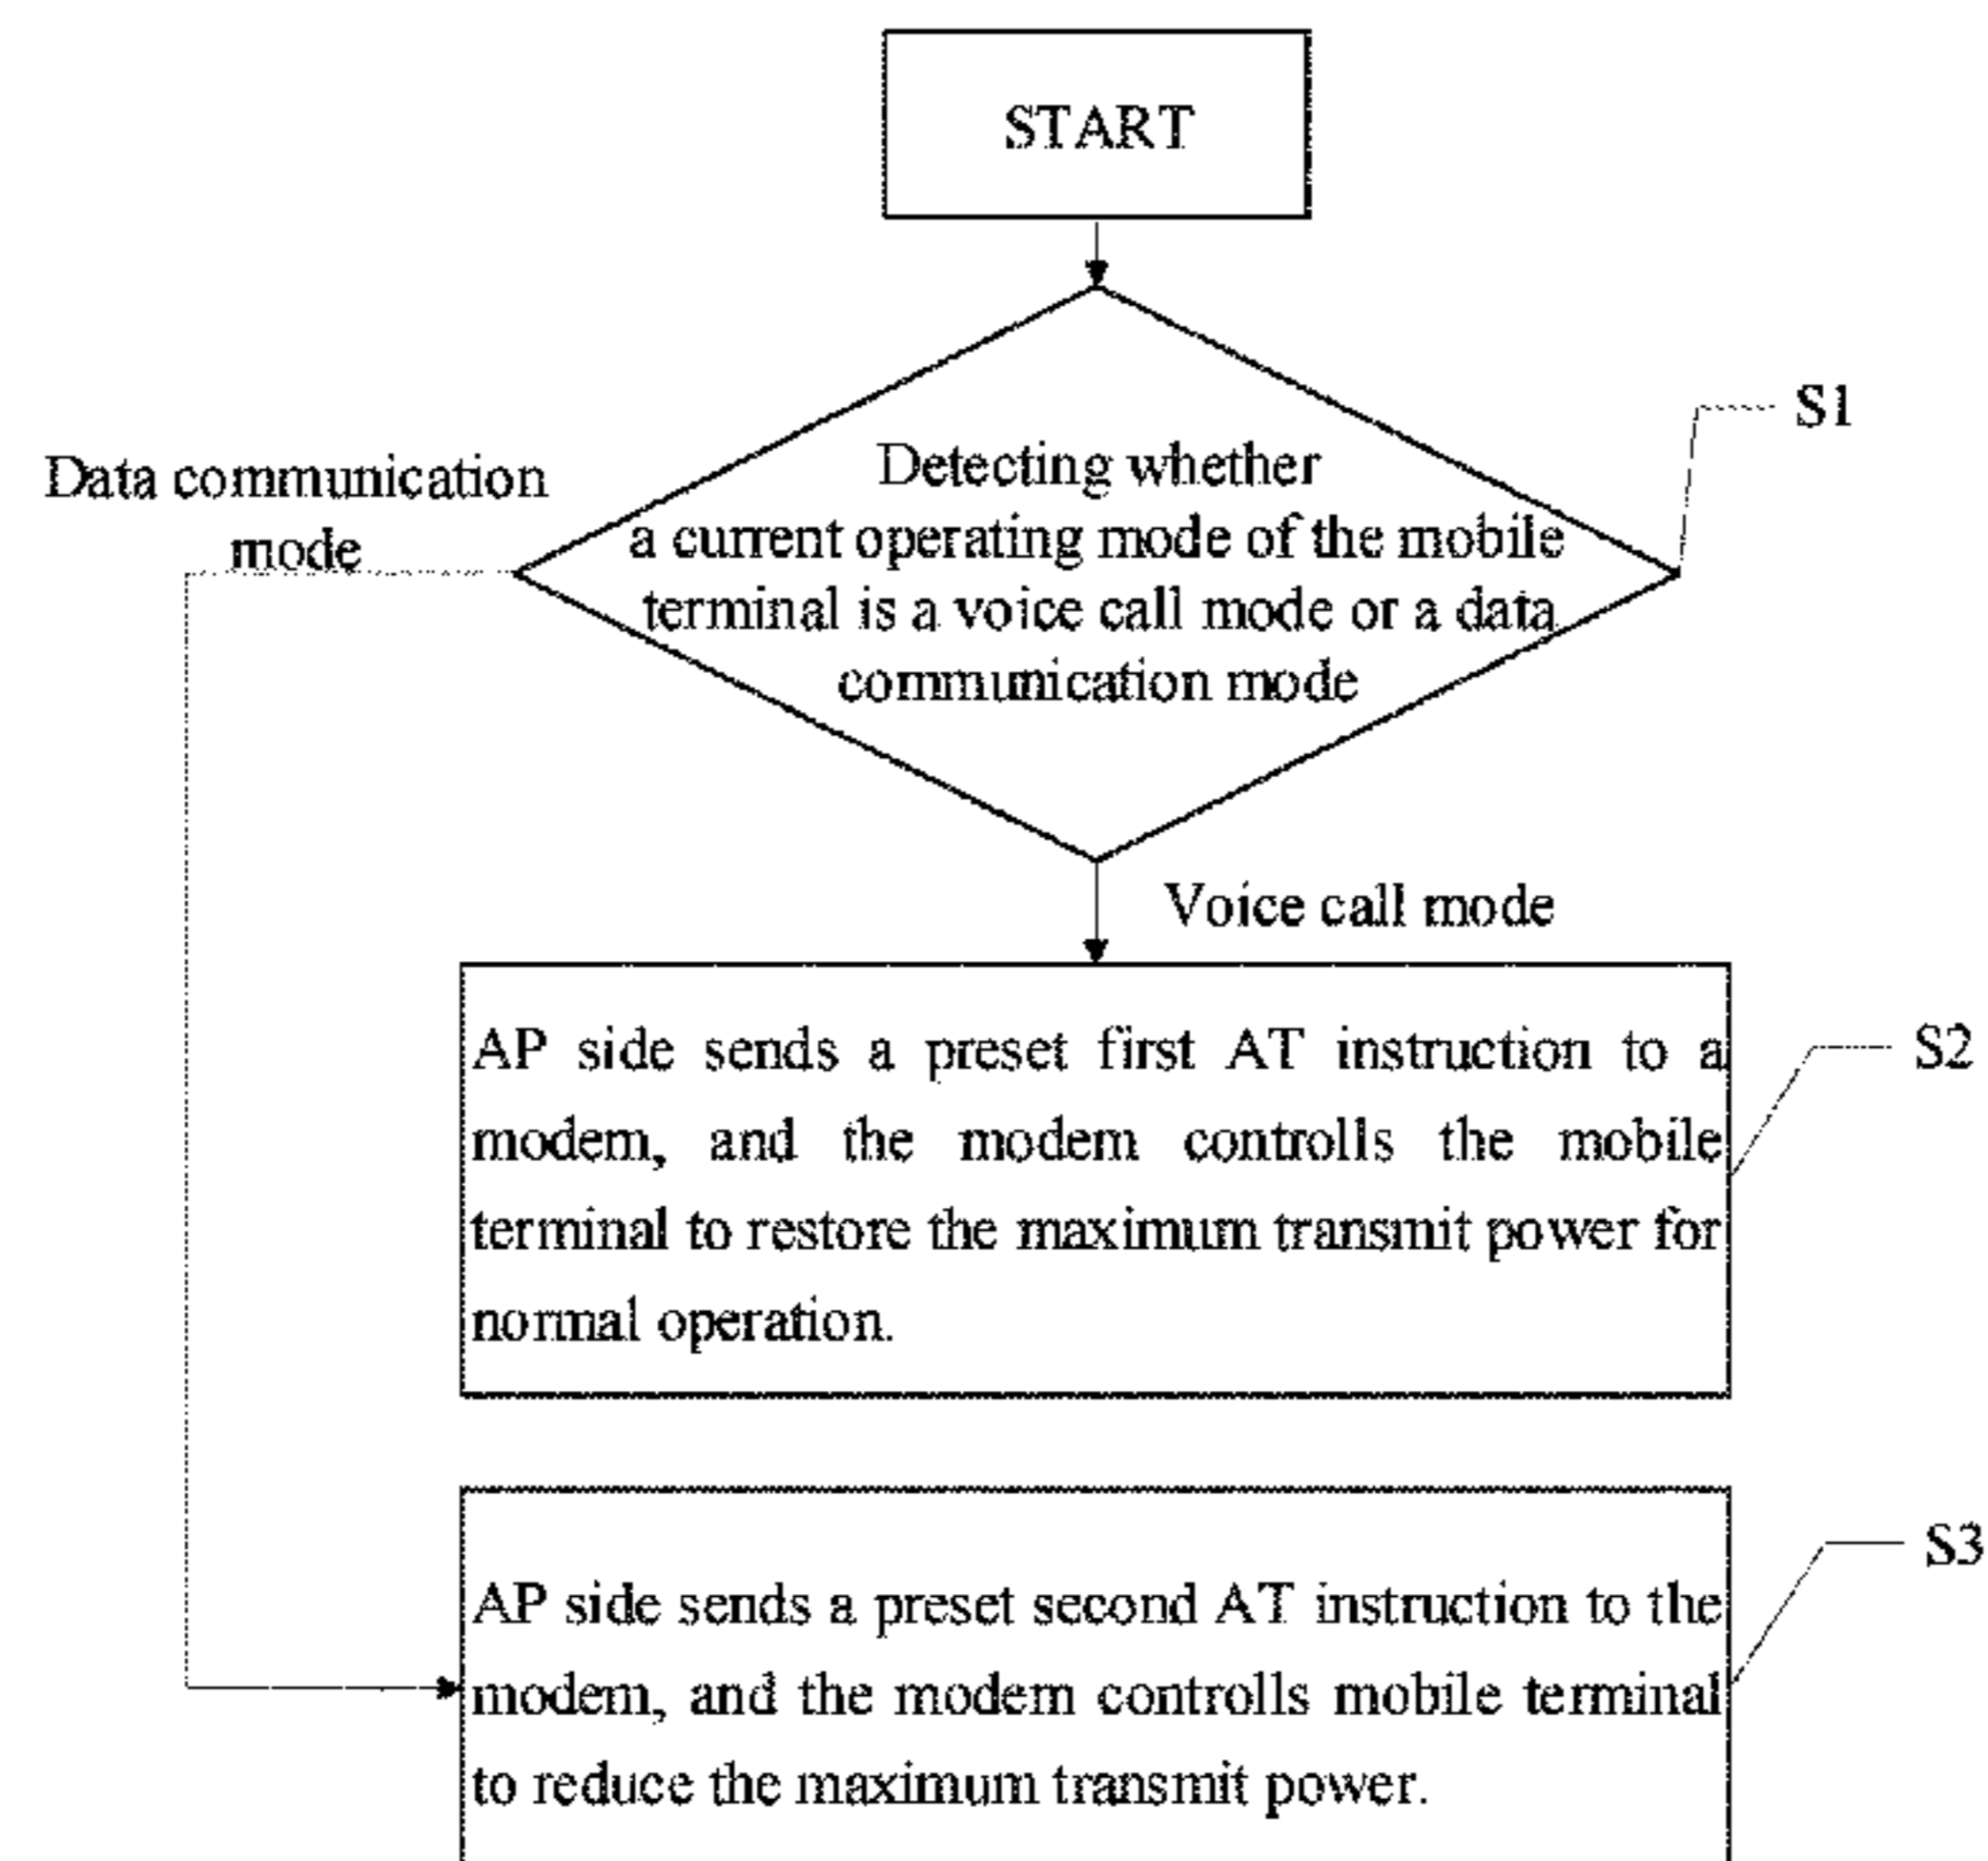 START
S1
Data communication
mode
Detecting whether
a current operating mode of the mobile
terminal is a voice call mode or a data
communication mode
Voice call mode
AP side sends a preset first AT instruction to a
modem, and the modem controlls the mobile
terminal to restore the maximum transmit power for
normal operation.
S2
AP side sends a preset second AT instruction to the
modem, and the modem controlls mobile terminal
to reduce the maximum transmit power.
S3